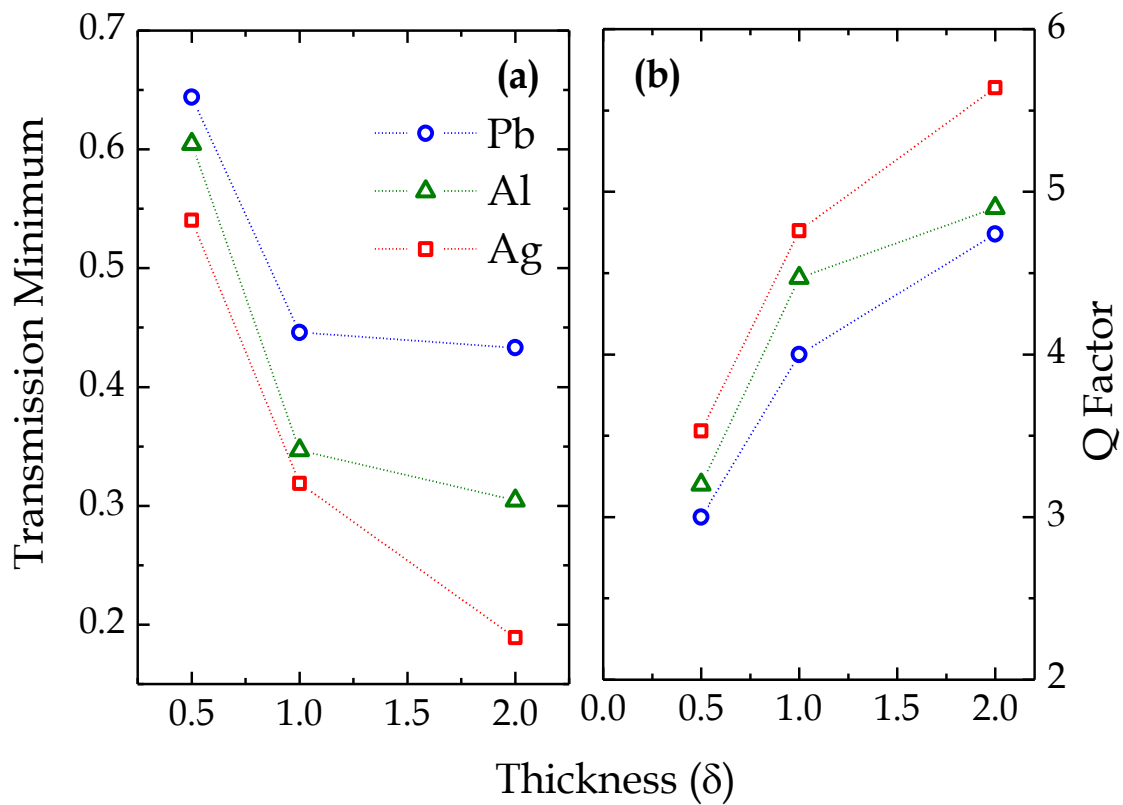 0.7
0.6
0.5
0.4
0.3
0.2
Transmission Minimum
(a)
Pb
Al
Ag
0.5 1.0 1.5 2.0
(b)
6
5
4
3
2
Q Factor
0.0 0.5 1.0 1.5 2.0
Thickness (δ)